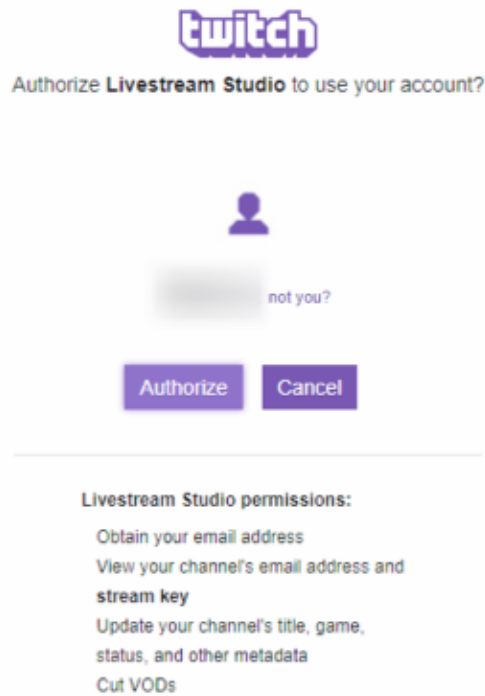 twitch
Authorize Livestream Studio to use your account?
not you?
Authorize Cancel
Livestream Studio permissions:
Obtain your email address
View your channel's email address and
stream key
Update your channel's title, game,
status, and other metadata
Cut VODs